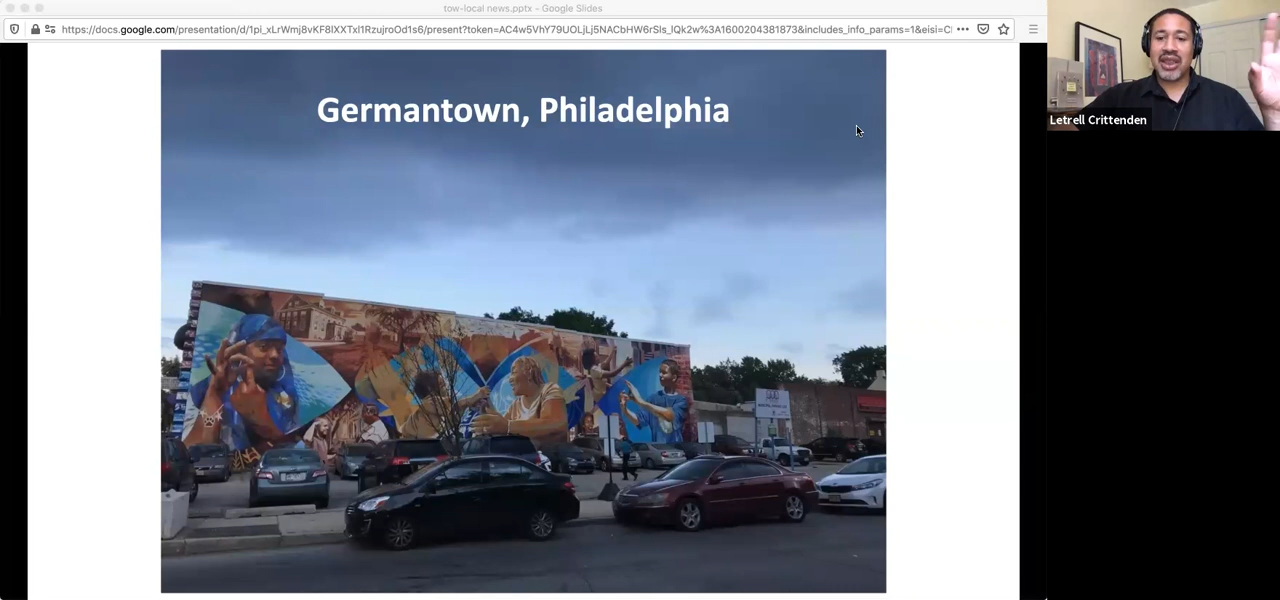 tow-local news.pptx - Google Slides
https://docs.google.com/presentation/d/1pi_xLrWmj8vKF8lXXTxl1RzujroOd1s6/present?token=AC4w5VhY79UOLjLj5NACbHW6rSIs_lQk2w%3A1600204381873&includes_info_params=1&eisi=C
Germantown, Philadelphia
Letrell Crittenden